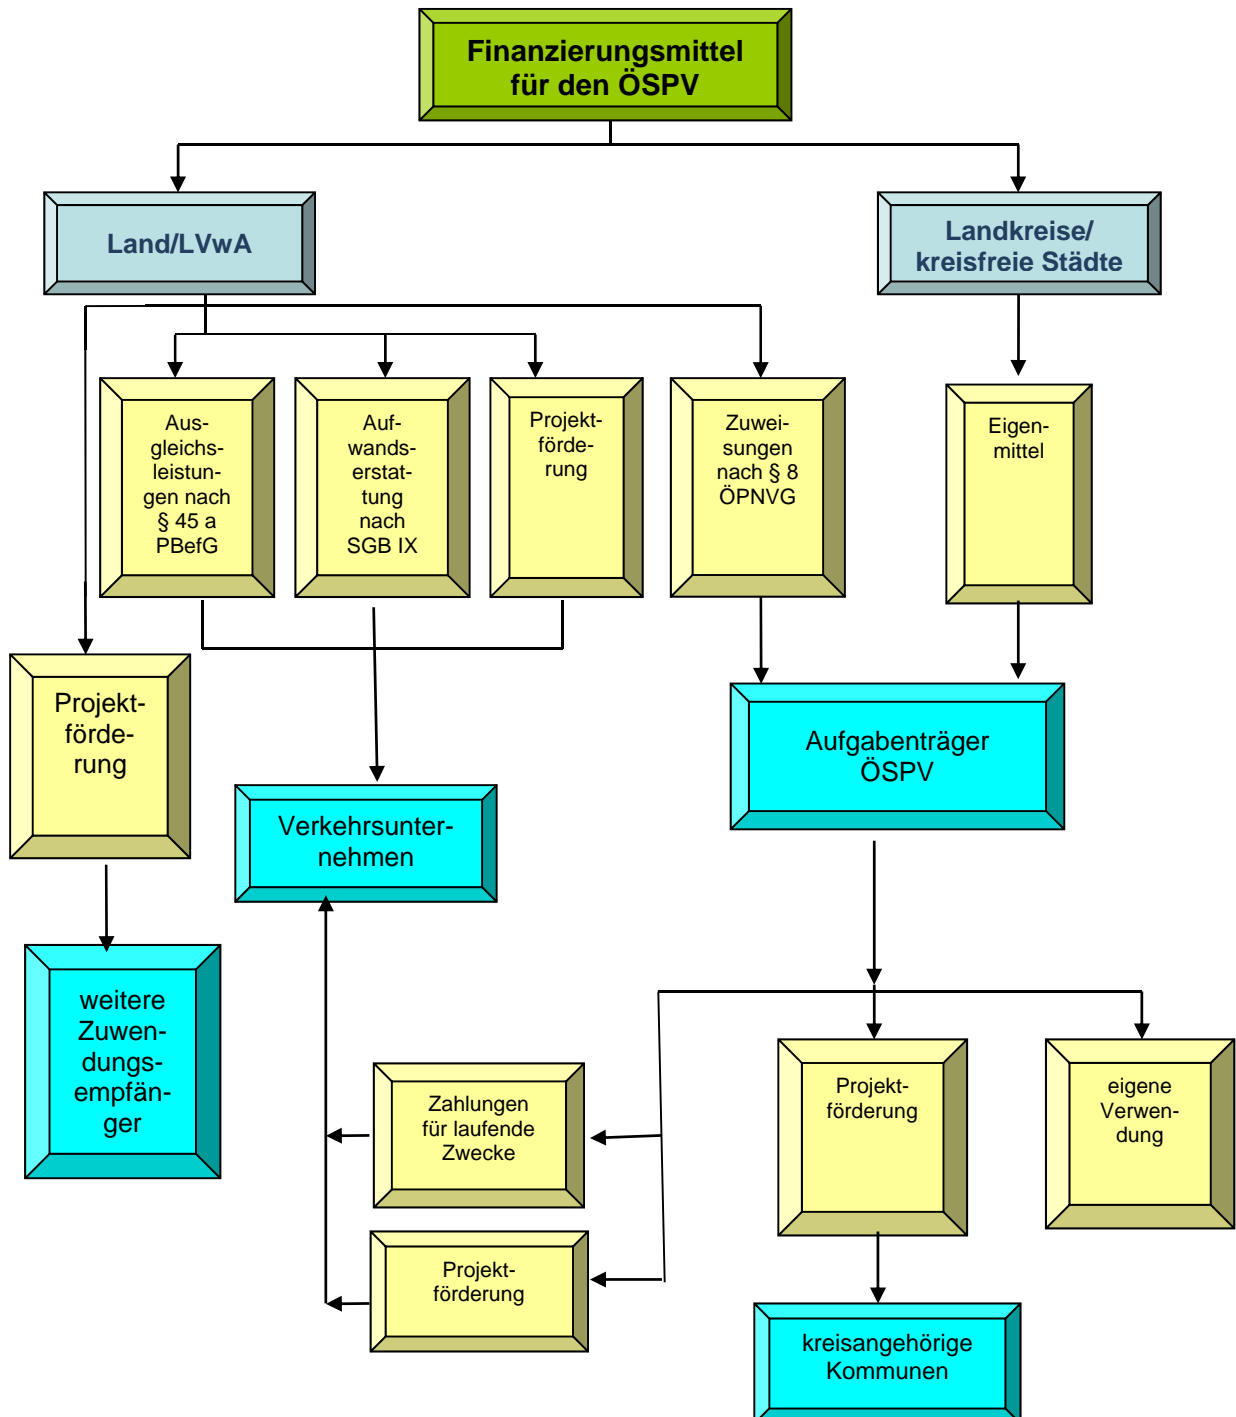 Finanzierungsmittel
für den ÖSPV
Land/LVwA
Landkreise/
kreisfreie Städte
Aus-
gleichs-
leistun-
gen nach
§ 45 a
PBefG
Auf-
wands-
erstat-
tung
nach
SGB IX
Projekt-
förde-
rung
Zuwei-
sungen
nach § 8
ÖPNVG
Eigen-
mittel
Projekt-
förde-
rung
Aufgabenträger
ÖSPV
Verkehrsunter-
nehmen
weitere
Zuwen-
dungs-
empfän-
ger
Zahlungen
für laufende
Zwecke
Projekt-
förderung
eigene
Verwen-
dung
Projekt-
förderung
kreisangehörige
Kommunen